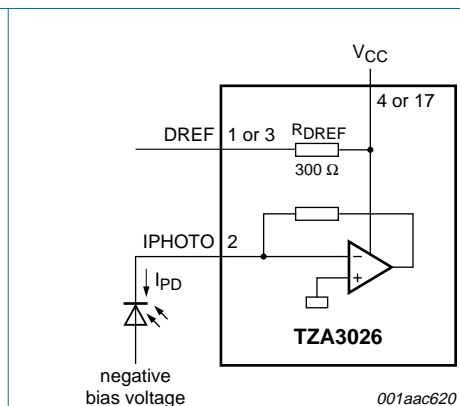 VCC
4 or 17
DREF 1 or 3 RDREF
300 Ω
IPHOTO 2
IPD
−
+
TZA3026
negative
bias voltage
001aac620